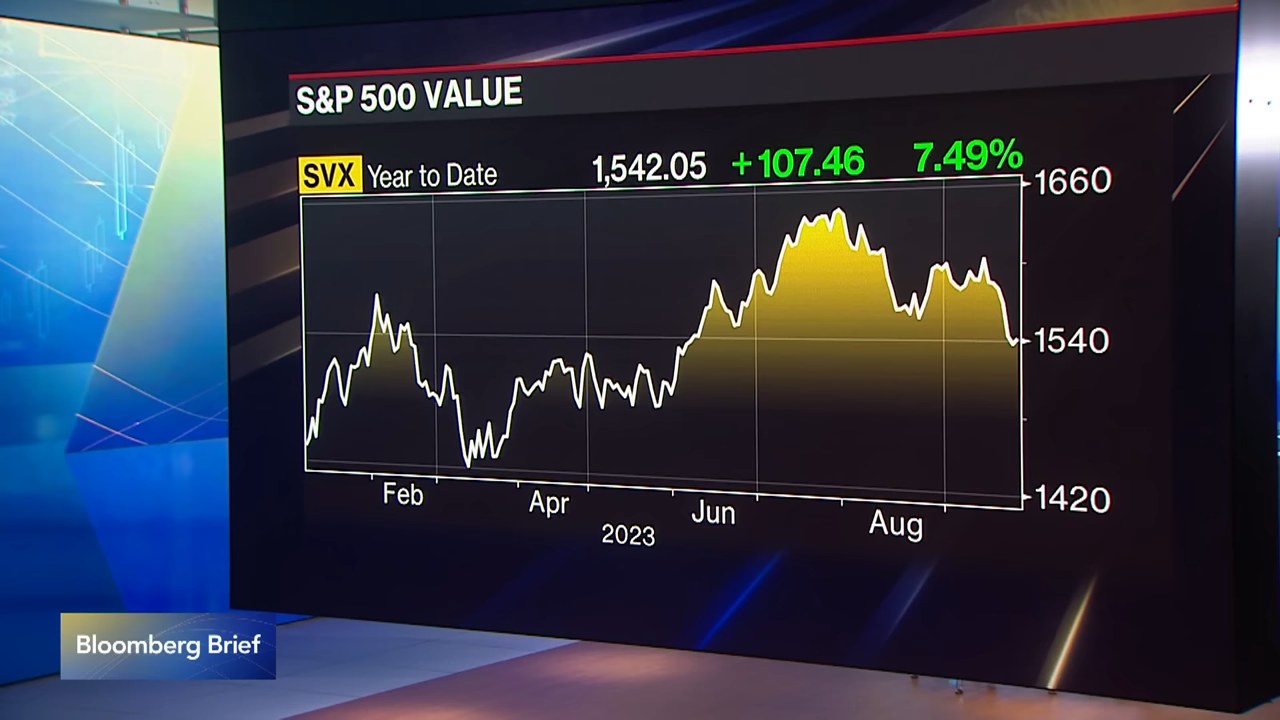 S&P 500 VALUE
SVX Year to Date 1,542.05 +107.46 7.49%
1660
1540
1420
Feb Apr Jun Aug
2023
Bloomberg Brief